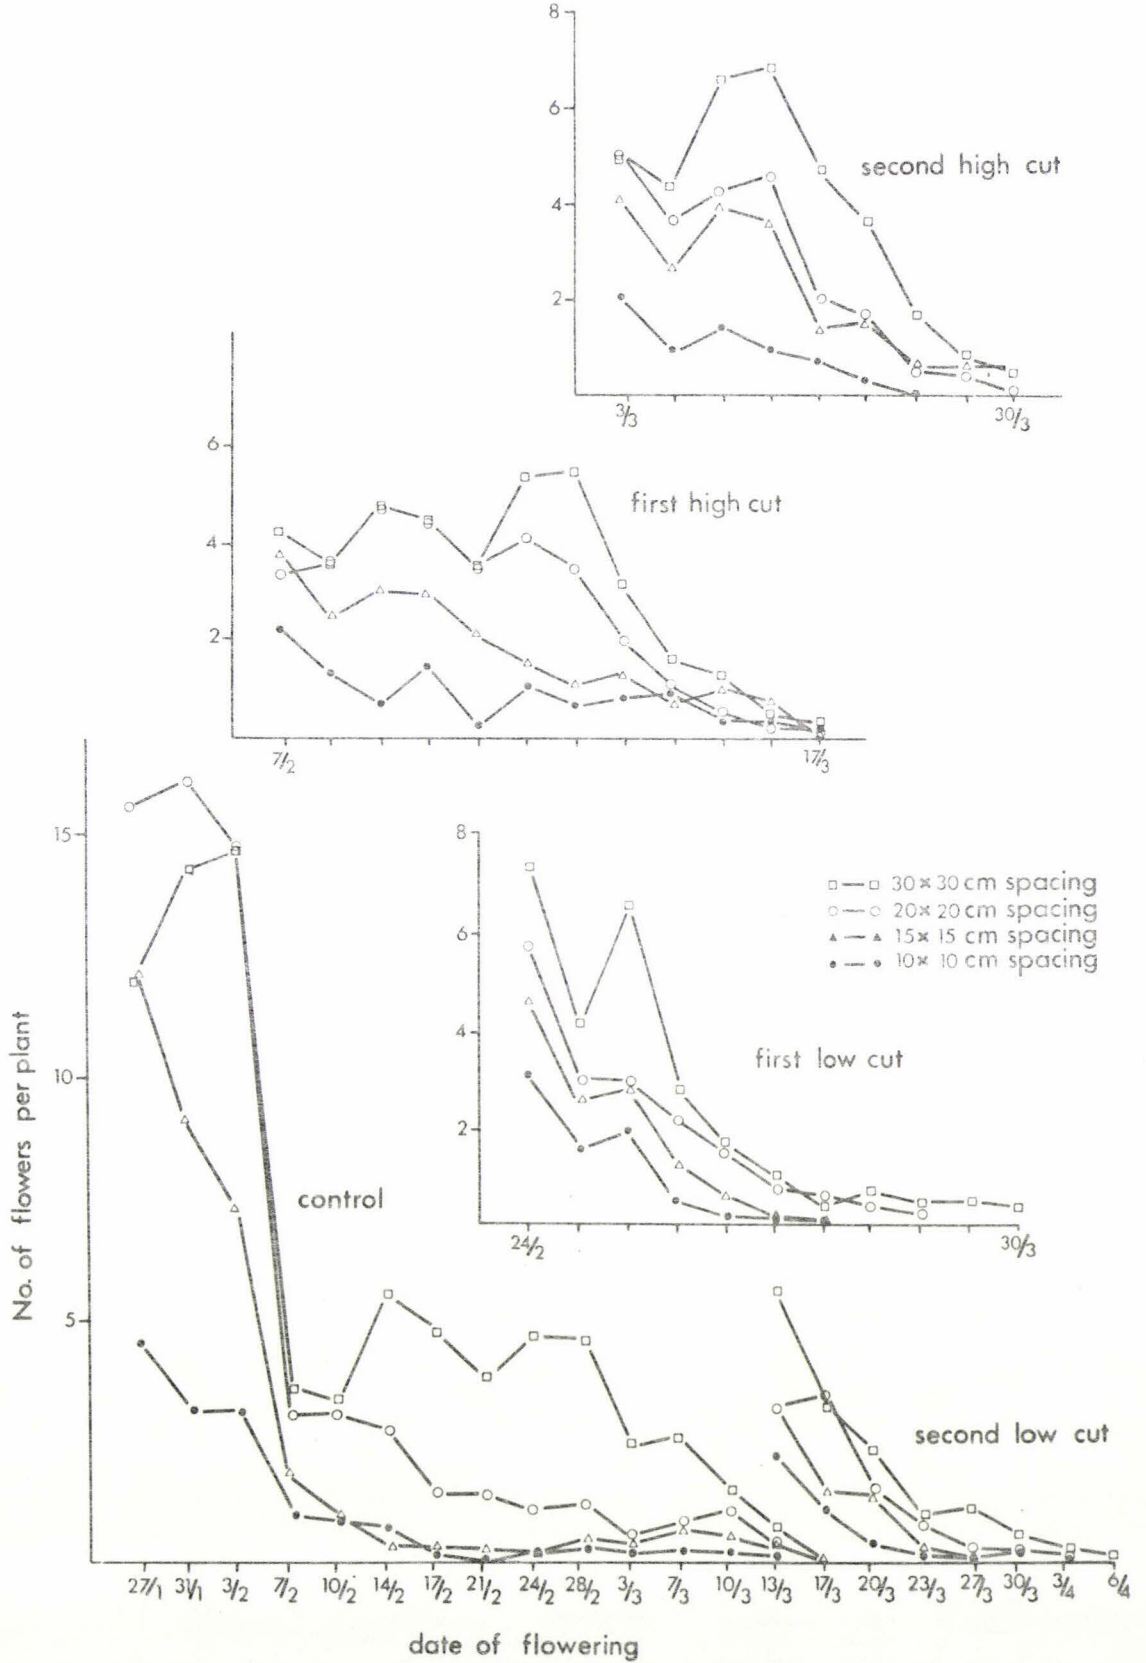 8
6
4
2
second high cut
3/3
30/3
6
4
2
first high cut
7/2
17/3
15
10
5
No. of flowers per plant
control
8
6
4
2
30×30 cm spacing
20×20 cm spacing
15×15 cm spacing
10×10 cm spacing
first low cut
24/2
30/3
second low cut
27/1 31/1 3/2 7/2 10/2 14/2 17/2 21/2 24/2 28/2 3/3 7/3 10/3 13/3 17/3 20/3 23/3 27/3 30/3 3/4 6/4
date of flowering